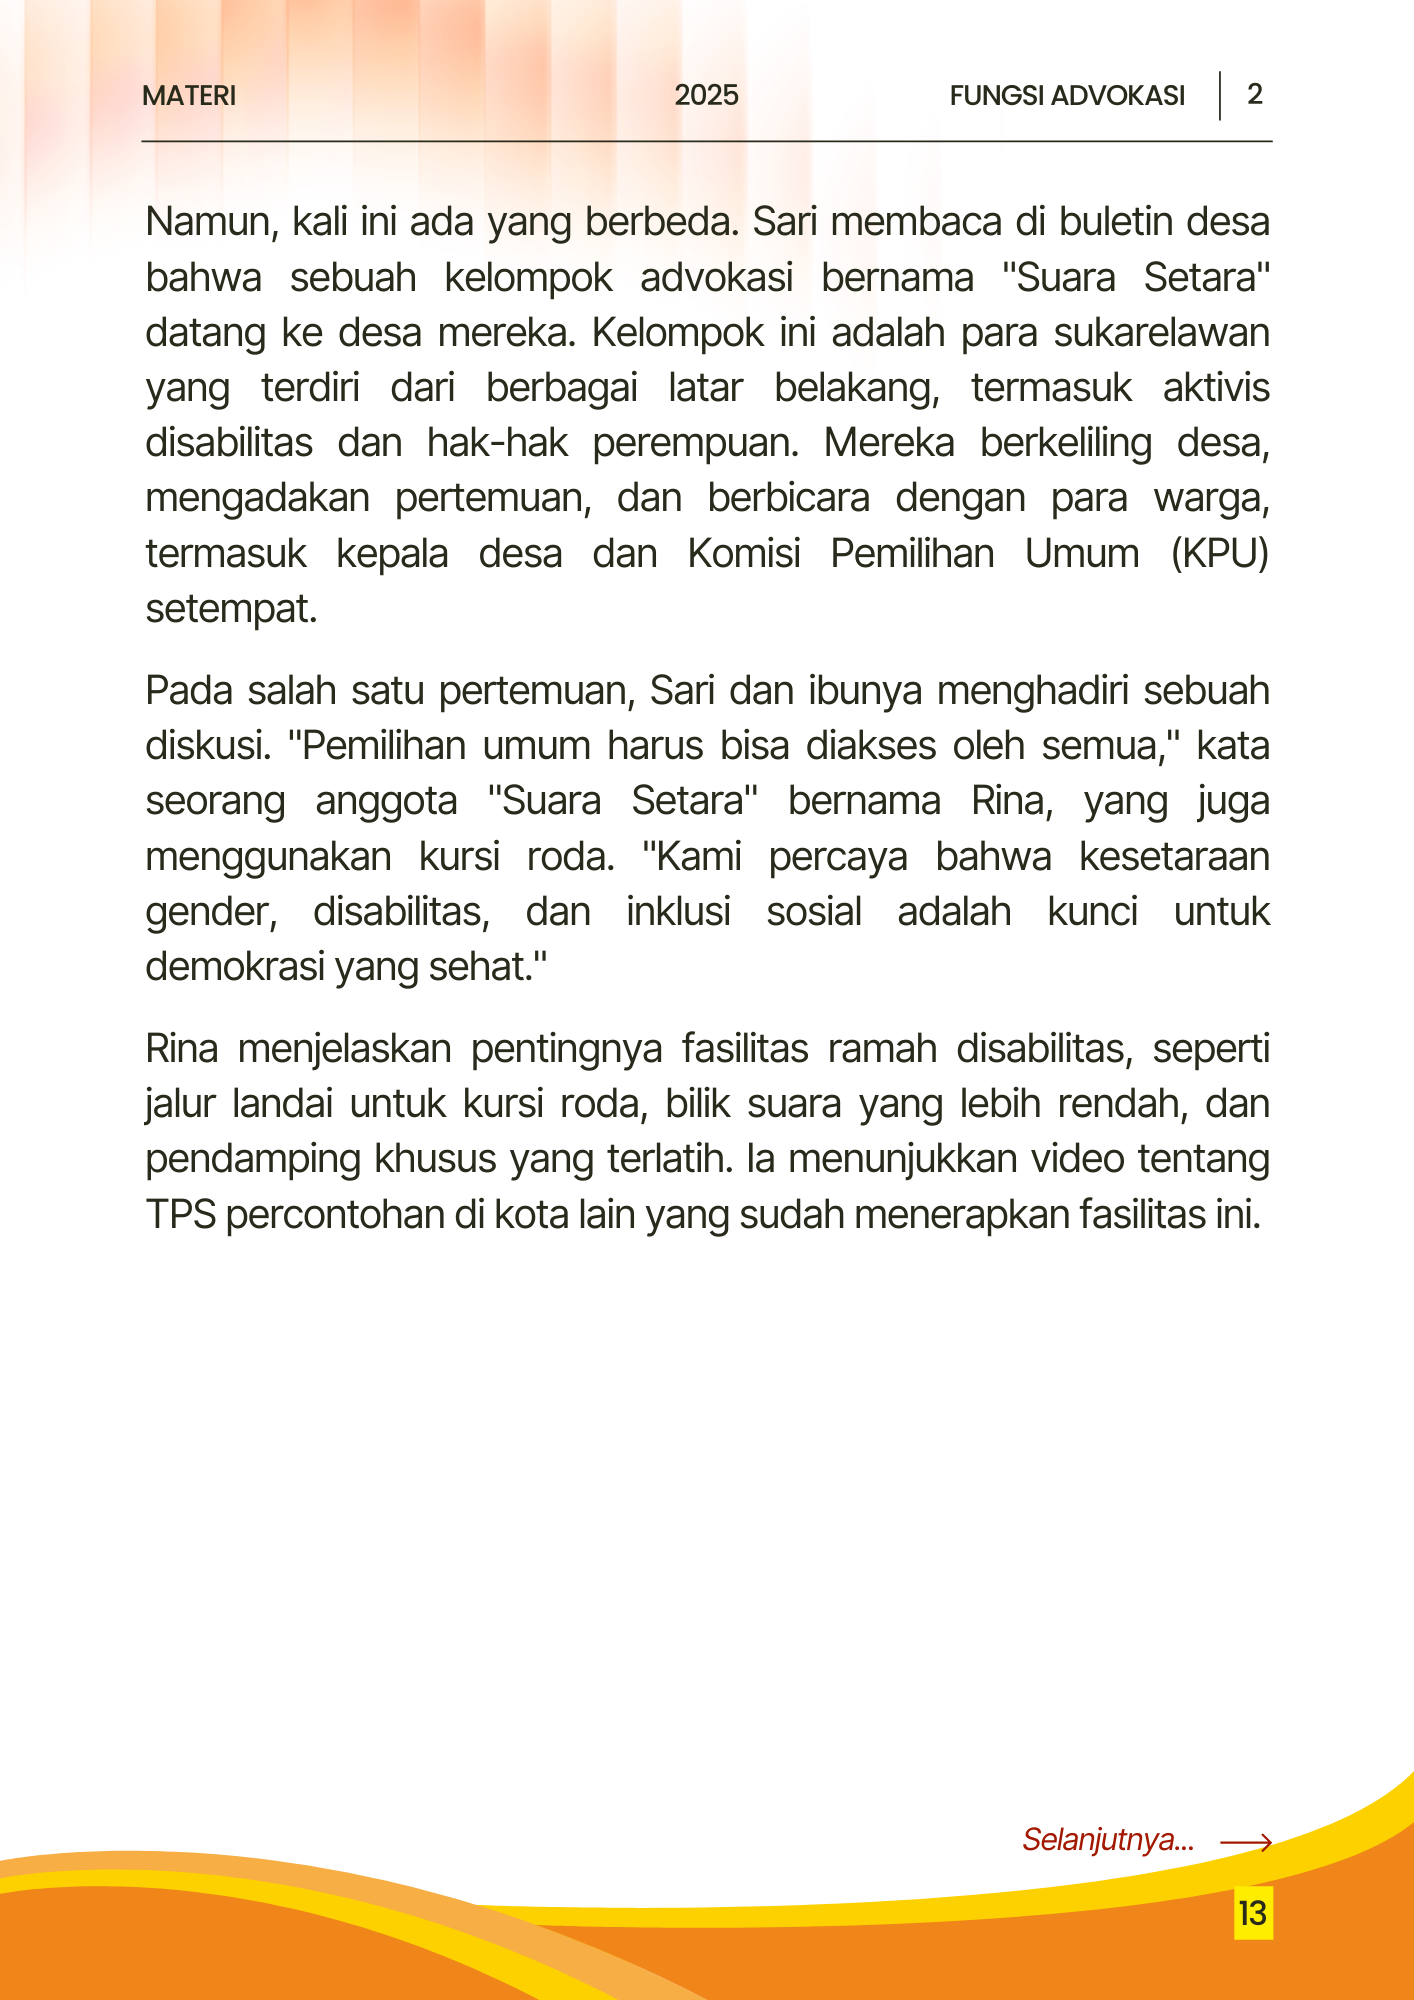 MATERI 2025 FUNGSI ADVOKASI 2
Namun, kali ini ada yang berbeda. Sari membaca di buletin desa
bahwa sebuah kelompok advokasi bernama "Suara Setara"
datang ke desa mereka. Kelompok ini adalah para sukarelawan
yang terdiri dari berbagai latar belakang, termasuk aktivis
disabilitas dan hak-hak perempuan. Mereka berkeliling desa,
mengadakan pertemuan, dan berbicara dengan para warga,
termasuk kepala desa dan Komisi Pemilihan Umum (KPU)
setempat.
Pada salah satu pertemuan, Sari dan ibunya menghadiri sebuah
diskusi. "Pemilihan umum harus bisa diakses oleh semua," kata
seorang anggota "Suara Setara" bernama Rina, yang juga
menggunakan kursi roda. "Kami percaya bahwa kesetaraan
gender, disabilitas, dan inklusi sosial adalah kunci untuk
demokrasi yang sehat."
Rina menjelaskan pentingnya fasilitas ramah disabilitas, seperti
jalur landai untuk kursi roda, bilik suara yang lebih rendah, dan
pendamping khusus yang terlatih. Ia menunjukkan video tentang
TPS percontohan di kota lain yang sudah menerapkan fasilitas ini.
Selanjutnya...
13